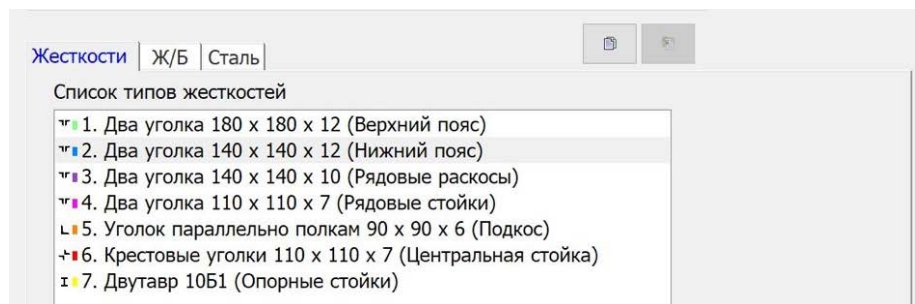 Жесткости Ж/Б Сталь
Список типов жесткостей
1. Два уголка 180 x 180 x 12 (Верхний пояс)
2. Два уголка 140 x 140 x 12 (Нижний пояс)
3. Два уголка 140 x 140 x 10 (Рядовые раскосы)
4. Два уголка 110 x 110 x 7 (Рядовые стойки)
5. Уголок параллельно полкам 90 x 90 x 6 (Подкос)
6. Крестовые уголки 110 x 110 x 7 (Центральная стойка)
7. Двутавр 10Б1 (Опорные стойки)